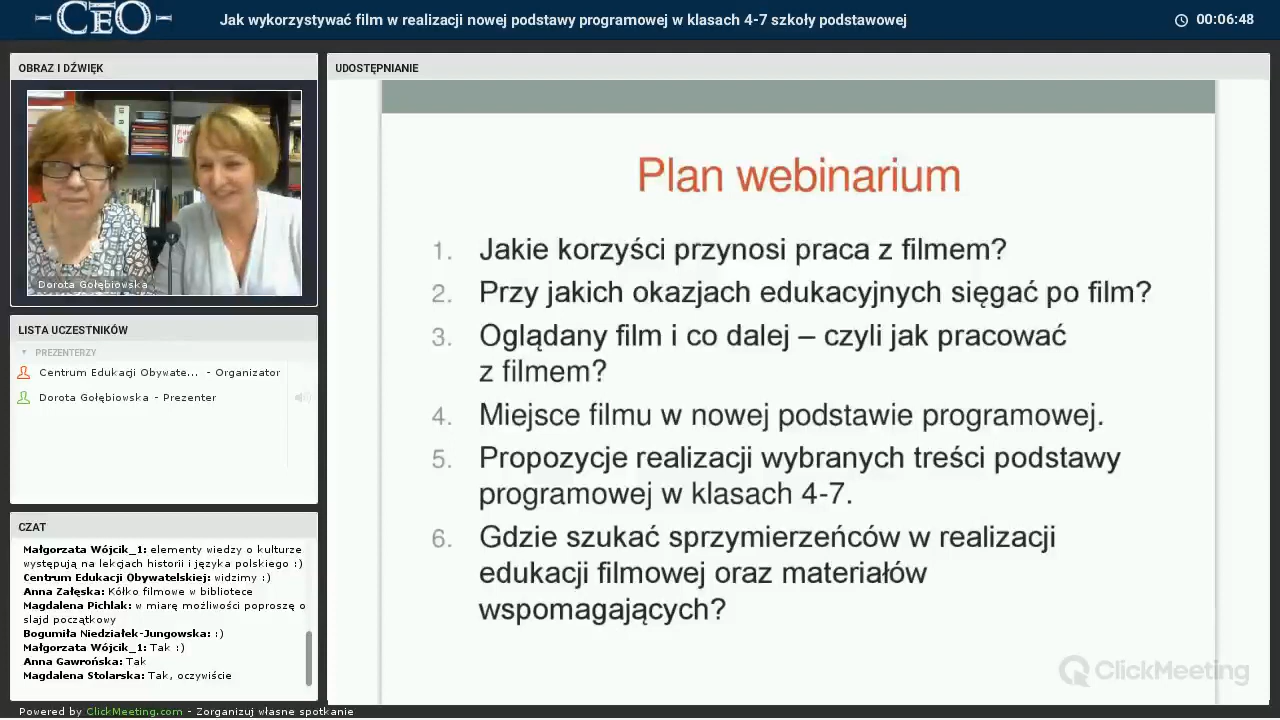 CEO
Jak wykorzystywać film w realizacji nowej podstawy programowej w klasach 4-7 szkoły podstawowej
00:06:48
OBRAZ I DŹWIĘK
Dorota Gołębiowska
LISTA UCZESTNIKÓW
PREZENTERZY
Centrum Edukacji Obywate... - Organizator
Dorota Gołębiowska - Prezenter
CZAT
Małgorzata Wójcik_1: elementy wiedzy o kulturze
występują na lekcjach historii i języka polskiego :)
Centrum Edukacji Obywatelskiej: widzimy :)
Anna Załęska: Kółko filmowe w bibliotece
Magdalena Pichlak: w miarę możliwości poproszę o
slajd początkowy
Bogumiła Niedziałek-Jungowska: :)
Małgorzata Wójcik_1: Tak :)
Anna Gawrońska: Tak
Magdalena Stolarska: Tak, oczywiście
UDOSTĘPNIANIE
Plan webinarium
1. Jakie korzyści przynosi praca z filmem?
2. Przy jakich okazjach edukacyjnych sięgać po film?
3. Oglądany film i co dalej – czyli jak pracować
z filmem?
4. Miejsce filmu w nowej podstawie programowej.
5. Propozycje realizacji wybranych treści podstawy
programowej w klasach 4-7.
6. Gdzie szukać sprzymierzeńców w realizacji
edukacji filmowej oraz materiałów
wspomagających?
ClickMeeting
Powered by ClickMeeting.com - Zorganizuj własne spotkanie